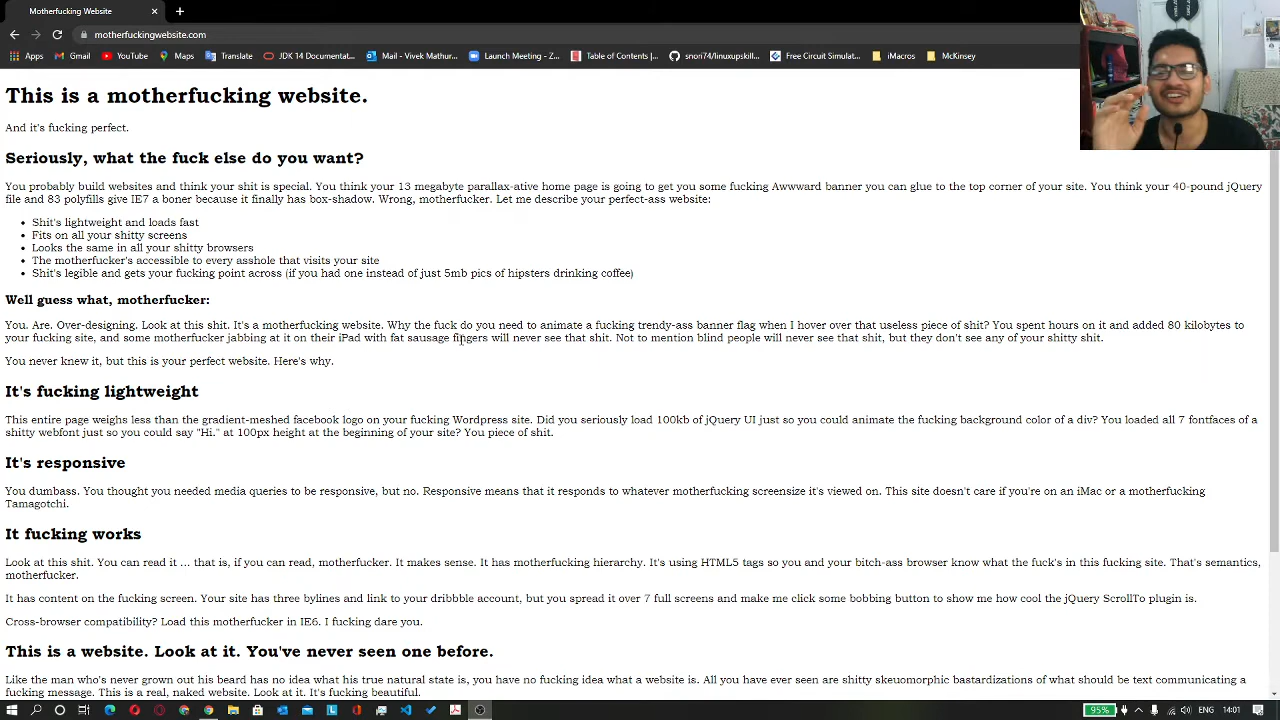 Motherfucking Website
motherfuckingwebsite.com
Apps Gmail YouTube Maps Translate JDK 14 Documentat... Mail - Vivek Mathur... Launch Meeting - Z... Table of Contents |... snori74/linuxupskill... Free Circuit Simulat... iMacros McKinsey
This is a motherfucking website.
And it's fucking perfect.
Seriously, what the fuck else do you want?
You probably build websites and think your shit is special. You think your 13 megabyte parallax-ative home page is going to get you some fucking Awwward banner you can glue to the top corner of your site. You think your 40-pound jQuery
file and 83 polyfills give IE7 a boner because it finally has box-shadow. Wrong, motherfucker. Let me describe your perfect-ass website:
• Shit's lightweight and loads fast
• Fits on all your shitty screens
• Looks the same in all your shitty browsers
• The motherfucker's accessible to every asshole that visits your site
• Shit's legible and gets your fucking point across (if you had one instead of just 5mb pics of hipsters drinking coffee)
Well guess what, motherfucker:
You. Are. Over-designing. Look at this shit. It's a motherfucking website. Why the fuck do you need to animate a fucking trendy-ass banner flag when I hover over that useless piece of shit? You spent hours on it and added 80 kilobytes to
your fucking site, and some motherfucker jabbing at it on their iPad with fat sausage fingers will never see that shit. Not to mention blind people will never see that shit, but they don't see any of your shitty shit.
You never knew it, but this is your perfect website. Here's why.
It's fucking lightweight
This entire page weighs less than the gradient-meshed facebook logo on your fucking Wordpress site. Did you seriously load 100kb of jQuery UI just so you could animate the fucking background color of a div? You loaded all 7 fontfaces of a
shitty webfont just so you could say "Hi." at 100px height at the beginning of your site? You piece of shit.
It's responsive
You dumbass. You thought you needed media queries to be responsive, but no. Responsive means that it responds to whatever motherfucking screensize it's viewed on. This site doesn't care if you're on an iMac or a motherfucking
Tamagotchi.
It fucking works
Look at this shit. You can read it ... that is, if you can read, motherfucker. It makes sense. It has motherfucking hierarchy. It's using HTML5 tags so you and your bitch-ass browser know what the fuck's in this fucking site. That's semantics,
motherfucker.
It has content on the fucking screen. Your site has three bylines and link to your dribbble account, but you spread it over 7 full screens and make me click some bobbing button to show me how cool the jQuery ScrollTo plugin is.
Cross-browser compatibility? Load this motherfucker in IE6. I fucking dare you.
This is a website. Look at it. You've never seen one before.
Like the man who's never grown out his beard has no idea what his true natural state is, you have no fucking idea what a website is. All you have ever seen are shitty skeuomorphic bastardizations of what should be text communicating a
fucking message. This is a real, naked website. Look at it. It's fucking beautiful.
95% ENG 14:01